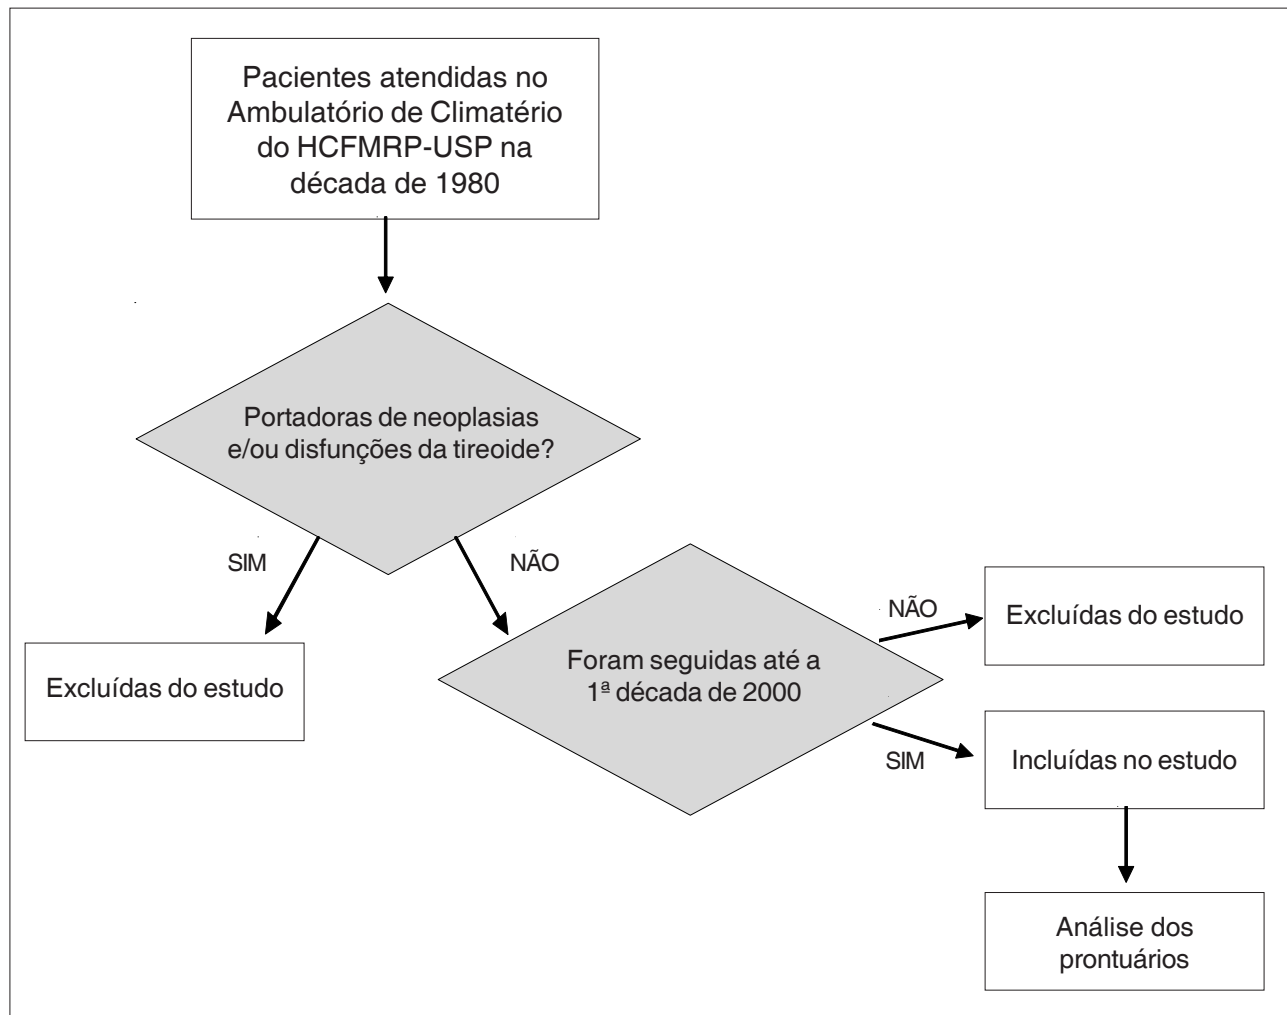 Pacientes atendidas no
Ambulatório de Climatério
do HCFMRP-USP na
década de 1980
Portadoras de neoplasias
e/ou disfunções da tireoide?
SIM
NÃO
Excluídas do estudo
Foram seguidas até a
1ª década de 2000
NÃO
Excluídas do estudo
SIM
Incluídas no estudo
Análise dos
prontuários